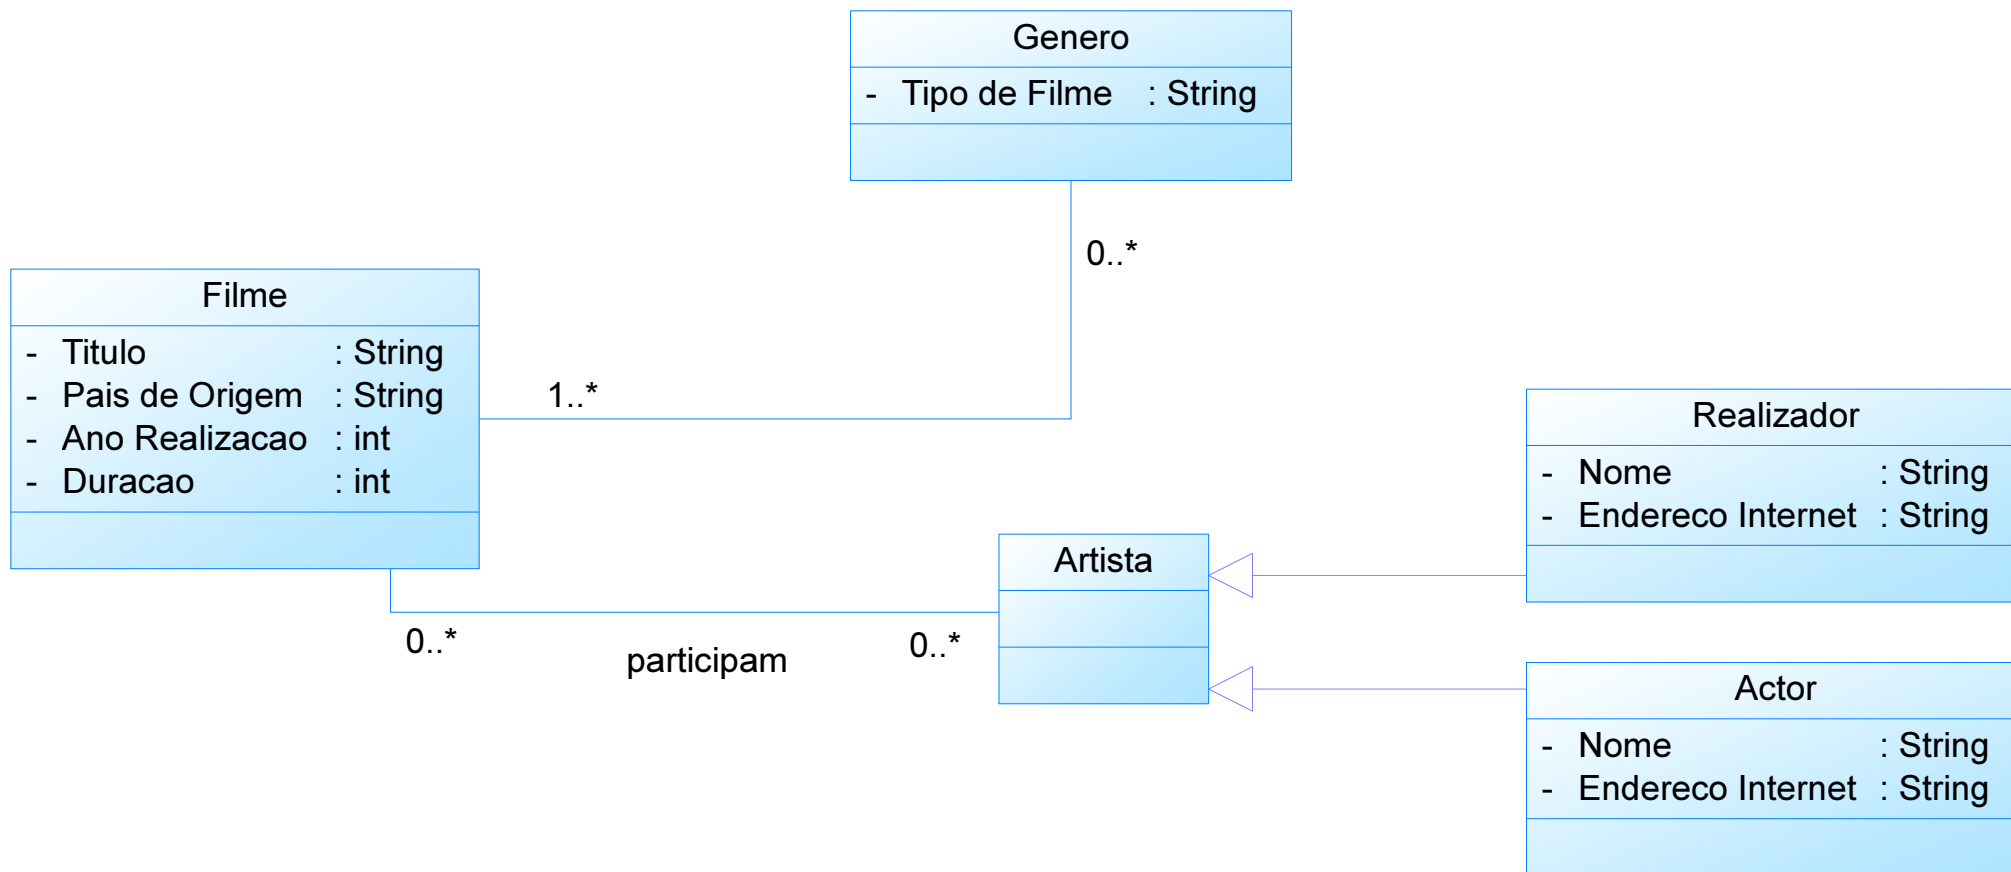 Genero
- Tipo de Filme : String
0..*
Filme
- Titulo : String
- Pais de Origem : String
- Ano Realizacao : int
- Duracao : int
1..*
Realizador
- Nome : String
- Endereco Internet : String
Artista
0..*
participam
0..*
Actor
- Nome : String
- Endereco Internet : String